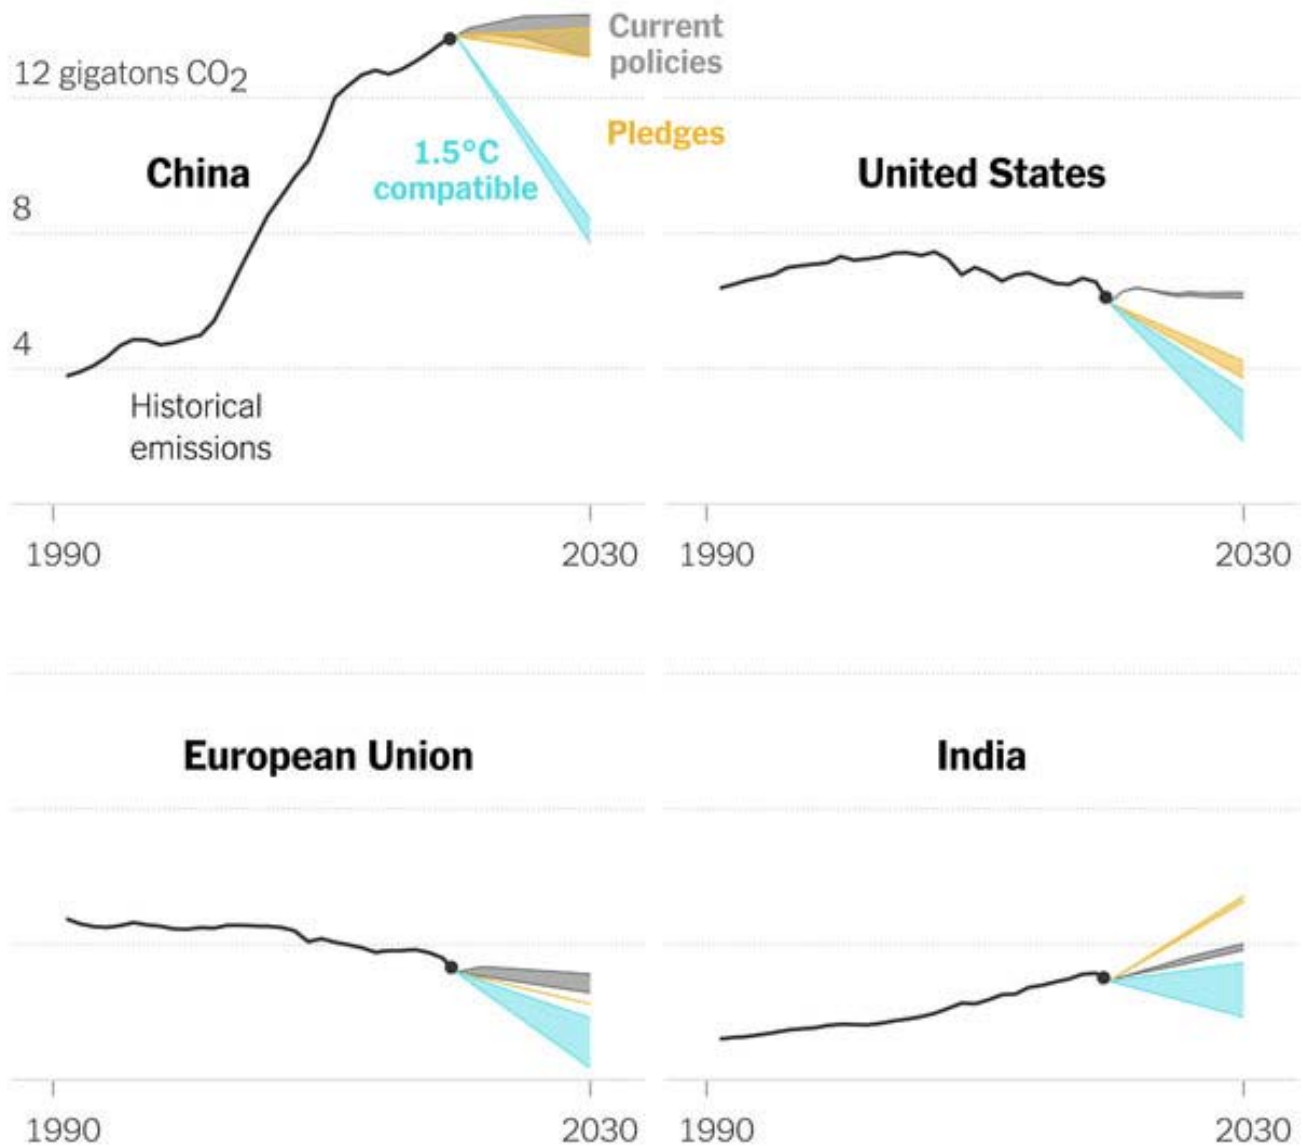 Current
policies
12 gigatons CO₂
Pledges
1.5°C
compatible
China
United States
8
4
Historical
emissions
1990
2030
1990
2030
European Union
India
1990
2030
1990
2030